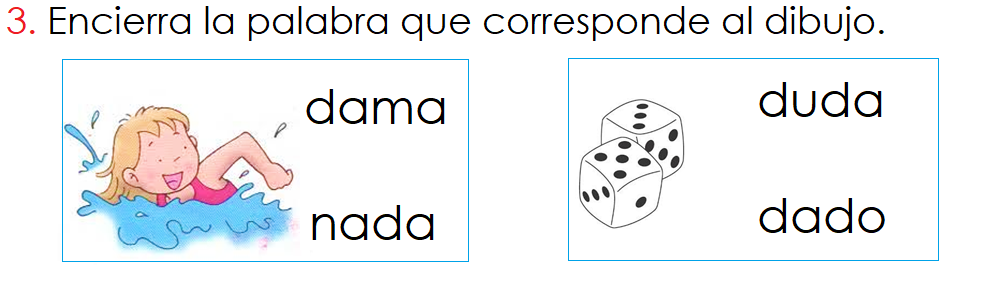 3. Encierra la palabra que corresponde al dibujo.
dama
nada
duda
dado